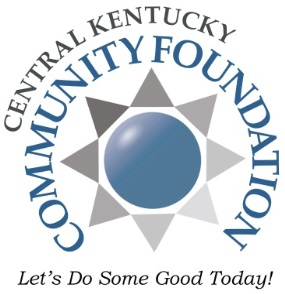 CENTRAL KENTUCKY
COMMUNITY FOUNDATION
Let's Do Some Good Today!